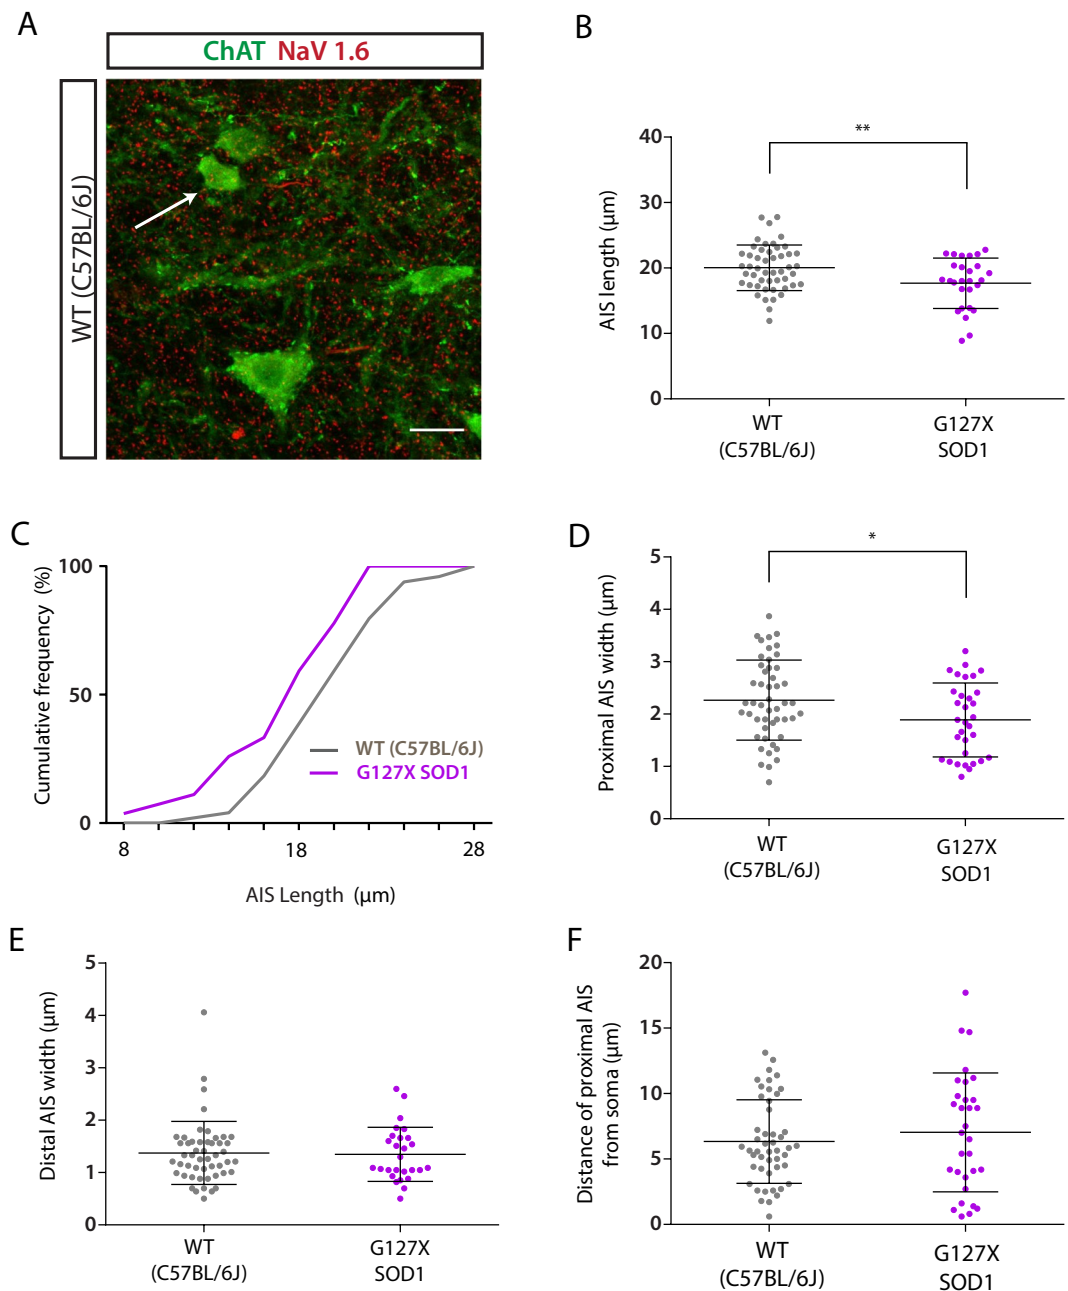 A
ChAT NaV 1.6
WT (C57BL/6J)
B
AIS length (µm)
40
30
20
10
0
**
WT
(C57BL/6J)
G127X
SOD1
C
Cumulative frequency (%)
100
50
0
WT (C57BL/6J)
G127X SOD1
8
18
28
AIS Length (µm)
D
Proximal AIS width (µm)
5
4
3
2
1
0
*
WT
(C57BL/6J)
G127X
SOD1
E
Distal AIS width (µm)
5
4
3
2
1
0
WT
(C57BL/6J)
G127X
SOD1
F
Distance of proximal AIS
from soma (µm)
20
15
10
5
0
WT
(C57BL/6J)
G127X
SOD1